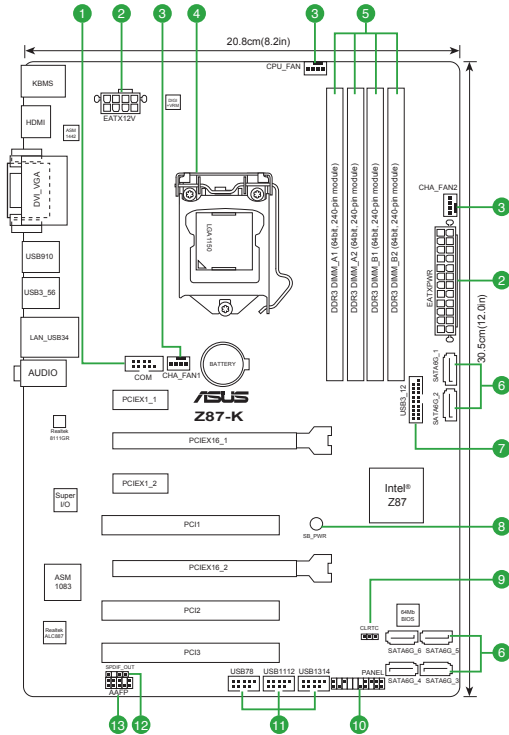 1
2
3
4
3
5
20.8cm(8.2in)
CPU_FAN
KBMS
EATX12V
DIGI
+VRM
HDMI
ASM
1442
DVI_VGA
LGA1150
DDR3 DIMM_A1 (64bit, 240-pin module)
DDR3 DIMM_A2 (64bit, 240-pin module)
DDR3 DIMM_B1 (64bit, 240-pin module)
DDR3 DIMM_B2 (64bit, 240-pin module)
CHA_FAN2
3
EATXPWR
2
30.5cm(12.0in)
USB910
USB3_56
LAN_USB34
AUDIO
COM
CHA_FAN1
BATTERY
SATA6G_1
SATA6G_2
6
USB3_12
7
PCIEX1_1
ASUS
Z87-K
Realtek
8111GR
PCIEX16_1
PCIEX1_2
Intel®
Z87
Super
I/O
PCI1
SB_PWR
8
PCIEX16_2
ASM
1083
9
CLRTC
64Mb
BIOS
PCI2
Realtek
ALC887
SATA6G_6
SATA6G_5
6
PCI3
SPDIF_OUT
AAFP
USB78
USB1112
USB1314
PANEL
SATA6G_4
SATA6G_3
13
12
11
10